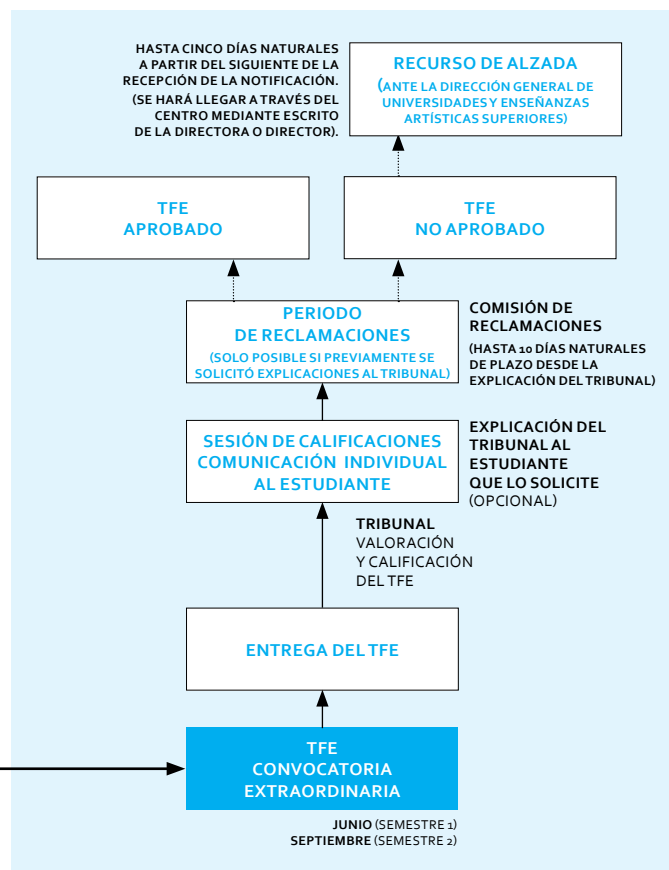 HASTA CINCO DÍAS NATURALES
A PARTIR DEL SIGUIENTE DE LA
RECEPCIÓN DE LA NOTIFICACIÓN.
(SE HARÁ LLEGAR A TRAVÉS DEL
CENTRO MEDIANTE ESCRITO
DE LA DIRECTORA O DIRECTOR).
RECURSO DE ALZADA
(ANTE LA DIRECCIÓN GENERAL DE
UNIVERSIDADES Y ENSEÑANZAS
ARTÍSTICAS SUPERIORES)
TFE
APROBADO
TFE
NO APROBADO
PERIODO
DE RECLAMACIONES
(SOLO POSIBLE SI PREVIAMENTE SE
SOLICITÓ EXPLICACIONES AL TRIBUNAL)
COMISIÓN DE
RECLAMACIONES
(HASTA 10 DÍAS NATURALES
DE PLAZO DESDE LA
EXPLICACIÓN DEL TRIBUNAL)
SESIÓN DE CALIFICACIONES
COMUNICACIÓN INDIVIDUAL
AL ESTUDIANTE
EXPLICACIÓN DEL
TRIBUNAL AL
ESTUDIANTE
QUE LO SOLICITE
(OPCIONAL)
TRIBUNAL
VALORACIÓN
Y CALIFICACIÓN
DEL TFE
ENTREGA DEL TFE
TFE
CONVOCATORIA
EXTRAORDINARIA
JUNIO (SEMESTRE 1)
SEPTIEMBRE (SEMESTRE 2)